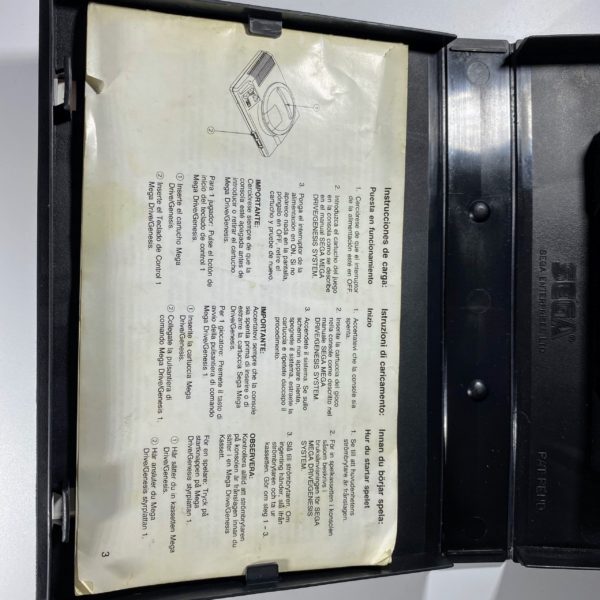 Instrucciones de carga:
Puesta en funcionamiento
1. Cerciórese de que el interruptor
de la alimentación esté en OFF.
2. Introduzca el cartucho del juego
en la consola como se describe
en el manual SEGA MEGA
DRIVE/GENESIS SYSTEM.
3. Ponga el interruptor de la
alimentación en ON. Si no
aparece nada en la pantalla,
póngalo en OFF, retire el
cartucho y pruebe de nuevo.
IMPORTANTE:
Cerciórese siempre de que la
consola esté apagada antes de
introducir o retirar el cartucho
Mega Drive/Genesis.
Para 1 jugador: Pulse el botón de
inicio del teclado de control 1
Mega Drive/Genesis.
① Inserte el cartucho Mega
Drive/Genesis.
② Inserte el Teclado de Control 1
Mega Drive/Genesis.
Istruzioni di caricamento:
Inizio
1. Accertatevi che la console sia
spenta.
2. Inserite la cartuccia del gioco
nella console come descritto nel
manuale SEGA MEGA
DRIVE/GENESIS SYSTEM.
3. Accendete il sistema. Se sullo
schermo non appare niente,
spegnete il sistema, estraete la
cartuccia e ripetete daccapo il
procedimento.
IMPORTANTE:
Accertatevi sempre che la console
sia spenta prima di inserire o di
estrarre la cartuccia Sega Mega
Drive/Genesis.
Per 1 giocatore: Premete il tasto di
avvio della pulsantiera di comando
Mega Drive/Genesis 1.
① Inserite la cartuccia Mega
Drive/Genesis.
② Collegate la pulsantiera di
comando Mega Drive/Genesis 1.
Innan du börjar spela:
Hur du startar spelet
1. Se till att huvudenhetens
strömbrytare är frånslagen.
2. För in spelkassetten i konsolen
såsom beskrivs i
bruksanvisningen för SEGA
MEGA DRIVE/GENESIS
SYSTEM.
3. Slå till strömbrytaren. Om
ingenting händer, slå ifrån
strömbrytaren och ta ur
kassetten. Gör om steg 1 - 3.
OBSERVERA:
Kontrollera alltid att strömbrytaren
på konsolen är frånslagen innan du
sätter i en Mega Drive/Genesis
Kassett.
För en spelare: Tryck på
startknappen på Mega
Drive/Genesis styrplattan 1.
① Här sätter du in kassetten Mega
Drive/Genesis.
② Här ansluter du Mega
Drive/Genesis styrplattan 1.
3
①
②
SEGA®
SEGA ENTERPRISES, LTD.
PAT. PEND.